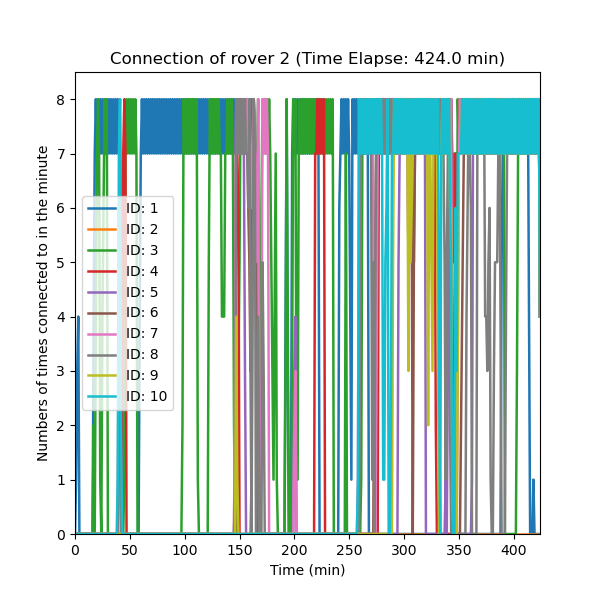 Connection of rover 2 (Time Elapse: 424.0 min)
Numbers of times connected to in the minute
8
7
6
5
4
3
2
1
0
ID: 1
ID: 2
ID: 3
ID: 4
ID: 5
ID: 6
ID: 7
ID: 8
ID: 9
ID: 10
0 50 100 150 200 250 300 350 400
Time (min)